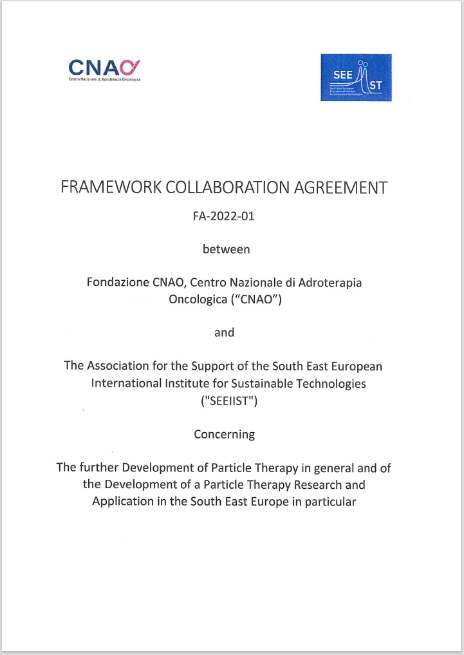 CNAO
SEE
IST
FRAMEWORK COLLABORATION AGREEMENT
FA-2022-01
between
Fondazione CNAO, Centro Nazionale di Adroterapia
Oncologica (“CNAO”)
and
The Association for the Support of the South East European
International Institute for Sustainable Technologies
("SEEIIST")
Concerning
The further Development of Particle Therapy in general and of
the Development of a Particle Therapy Research and
Application in the South East Europe in particular